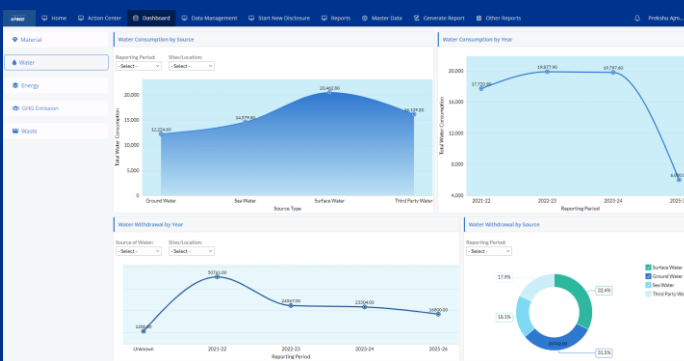 KPMG
Home Action Center Dashboard Data Management Start New Disclosure Reports Master Data Generate Report Other Reports
Material
Water
Energy
GHG Emission
Waste
Water Consumption by Source
Reporting Period: Sites/Location:
- Select - - Select -
Total Water Consumption
20,000
15,000
10,000
5,000
0
Ground Water Sea Water Surface Water Third Party Water
Source Type
Water Consumption by Year
Total Water Consumption
20,000
16,000
12,000
8,000
4,000
2021-22 2022-23 2023-24
Reporting Period
Water Withdrawal by Year
Source of Water: Sites/Location:
- Select - - Select -
Unknown 2021-22 2022-23 2023-24 2025-26
Reporting Period
Water Withdrawal by Source
Reporting Period:
- Select -
17.9%
32.4%
Surface Water
Ground Water
Sea Water
Third Party